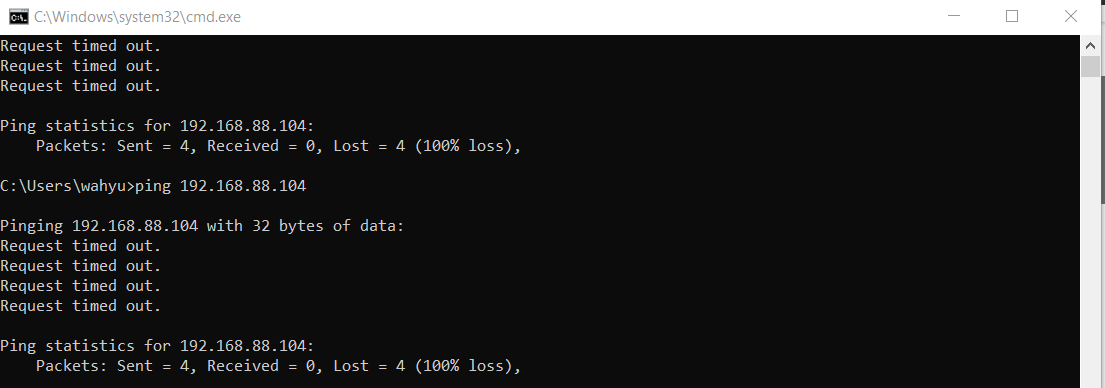 C:\Windows\system32\cmd.exe
Request timed out.
Request timed out.
Request timed out.
Ping statistics for 192.168.88.104:
    Packets: Sent = 4, Received = 0, Lost = 4 (100% loss),
C:\Users\wahyu>ping 192.168.88.104
Pinging 192.168.88.104 with 32 bytes of data:
Request timed out.
Request timed out.
Request timed out.
Request timed out.
Ping statistics for 192.168.88.104:
    Packets: Sent = 4, Received = 0, Lost = 4 (100% loss),